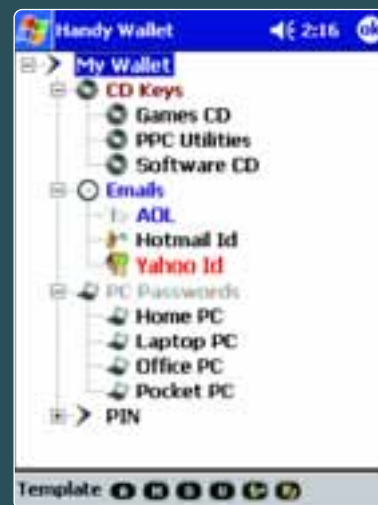 Handy Wallet 2:16 ok
My Wallet
CD Keys
Games CD
PPC Utilities
Software CD
Emails
AOL
Hotmail Id
Yahoo Id
PC Passwords
Home PC
Laptop PC
Office PC
Pocket PC
PIN
Template